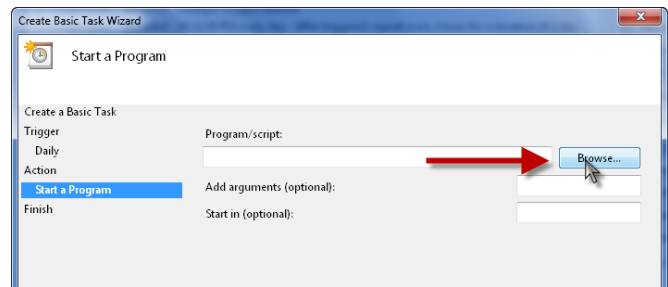 Create Basic Task Wizard
Start a Program
Create a Basic Task
Trigger
Program/script:
Daily
Browse...
Action
Start a Program
Add arguments (optional):
Finish
Start in (optional):